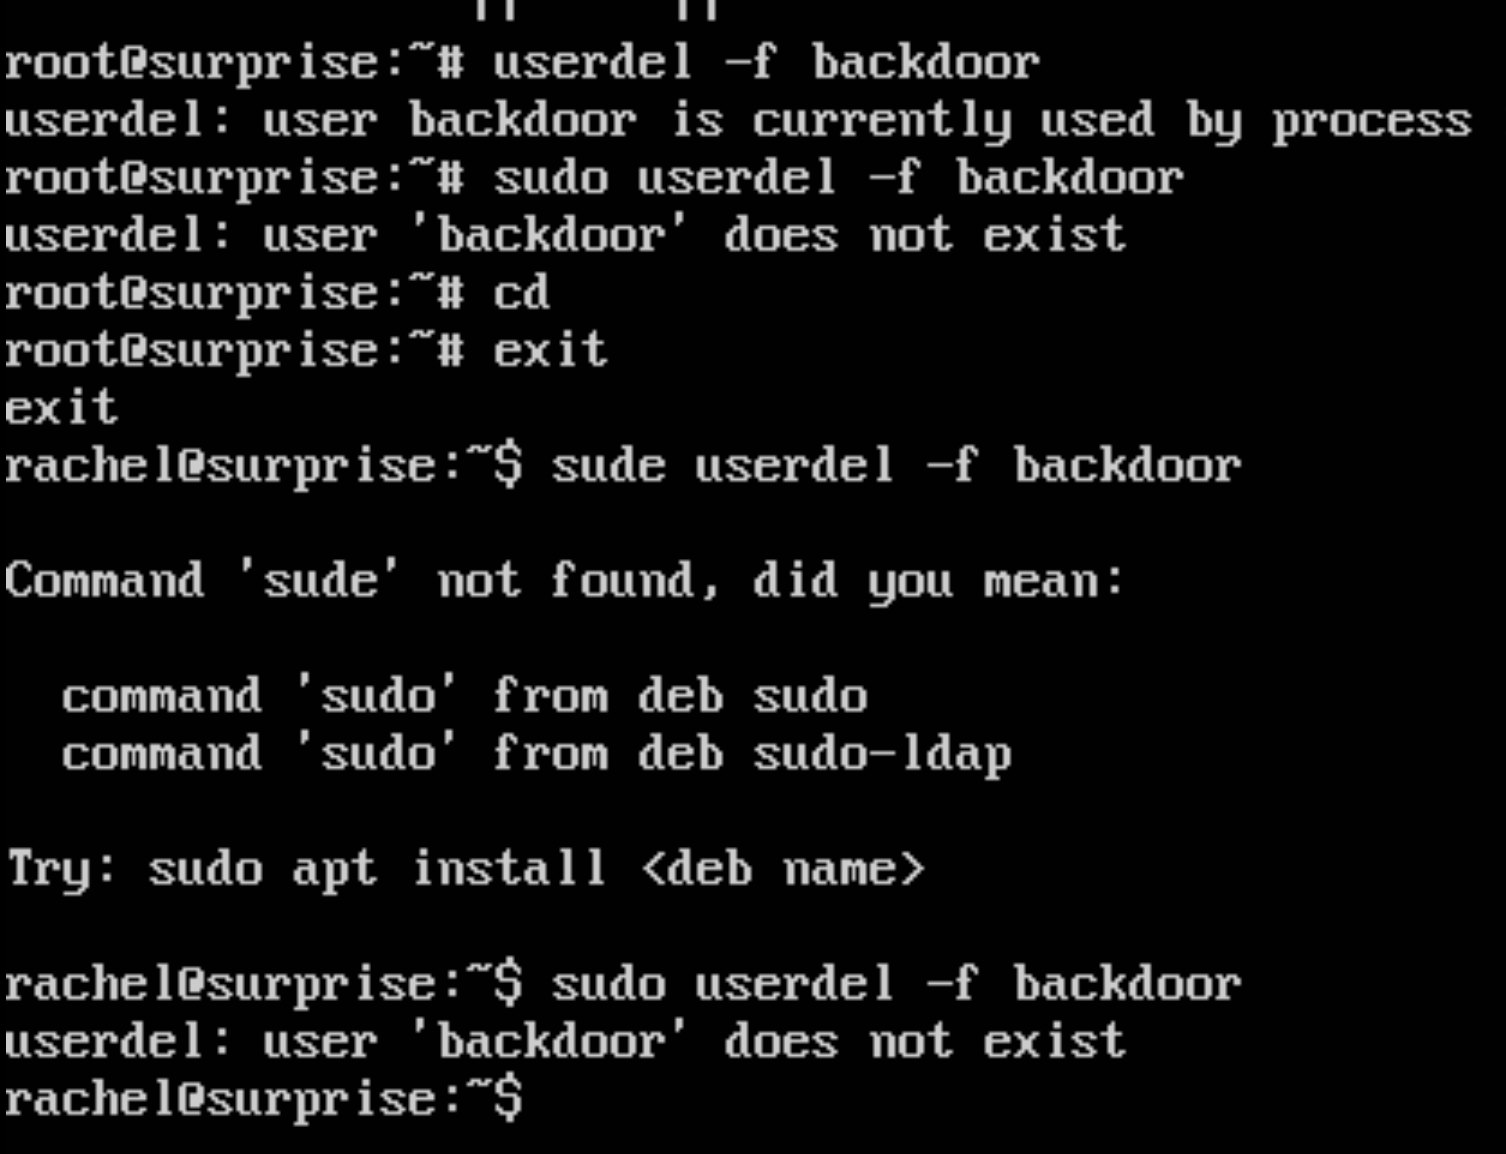 root@surprise:~# userdel -f backdoor
userdel: user backdoor is currently used by process
root@surprise:~# sudo userdel -f backdoor
userdel: user 'backdoor' does not exist
root@surprise:~# cd
root@surprise:~# exit
exit
rachel@surprise:~$ sude userdel -f backdoor
Command 'sude' not found, did you mean:
command 'sudo' from deb sudo
command 'sudo' from deb sudo-ldap
Try: sudo apt install <deb name>
rachel@surprise:~$ sudo userdel -f backdoor
userdel: user 'backdoor' does not exist
rachel@surprise:~$